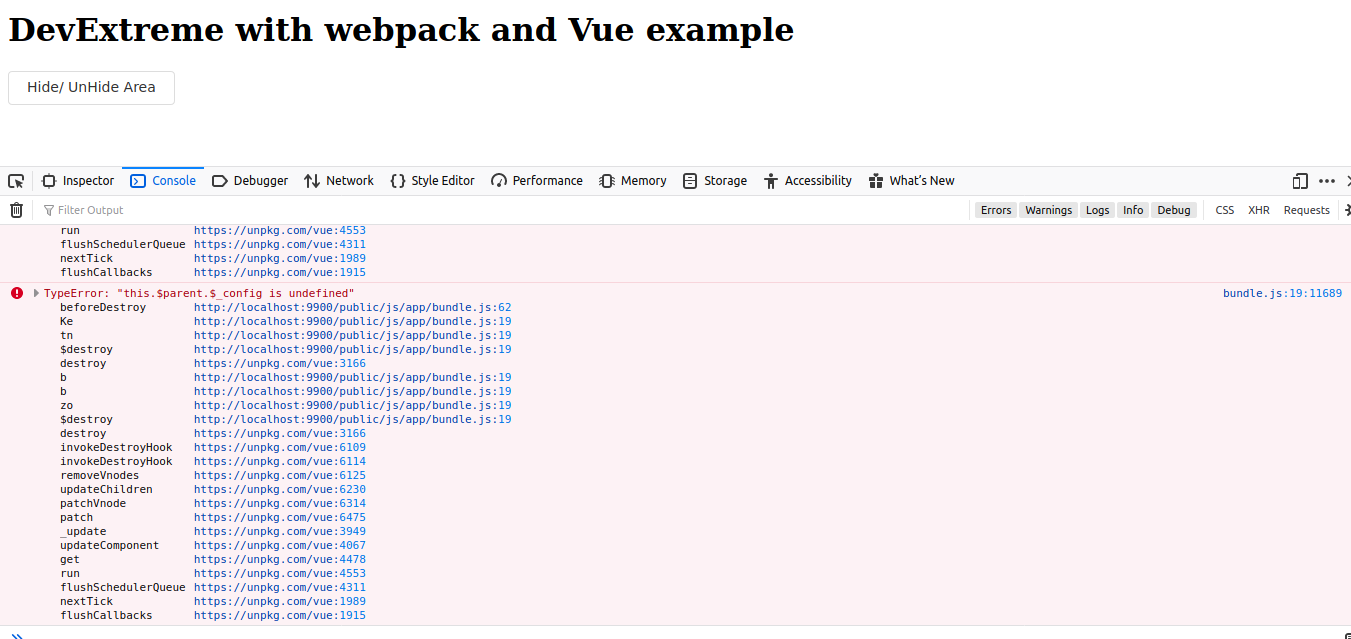 DevExtreme with webpack and Vue example
Hide/ UnHide Area
Inspector Console Debugger Network Style Editor Performance Memory Storage Accessibility What's New
Filter Output Errors Warnings Logs Info Debug CSS XHR Requests
run https://unpkg.com/vue:4553
flushSchedulerQueue https://unpkg.com/vue:4311
nextTick https://unpkg.com/vue:1989
flushCallbacks https://unpkg.com/vue:1915
TypeError: "this.$parent.$_config is undefined" bundle.js:19:11689
beforeDestroy http://localhost:9900/public/js/app/bundle.js:62
Ke http://localhost:9900/public/js/app/bundle.js:19
tn http://localhost:9900/public/js/app/bundle.js:19
$destroy http://localhost:9900/public/js/app/bundle.js:19
destroy https://unpkg.com/vue:3166
b http://localhost:9900/public/js/app/bundle.js:19
b http://localhost:9900/public/js/app/bundle.js:19
zo http://localhost:9900/public/js/app/bundle.js:19
$destroy http://localhost:9900/public/js/app/bundle.js:19
destroy https://unpkg.com/vue:3166
invokeDestroyHook https://unpkg.com/vue:6109
invokeDestroyHook https://unpkg.com/vue:6114
removeVnodes https://unpkg.com/vue:6125
updateChildren https://unpkg.com/vue:6230
patchVnode https://unpkg.com/vue:6314
patch https://unpkg.com/vue:6475
_update https://unpkg.com/vue:3949
updateComponent https://unpkg.com/vue:4067
get https://unpkg.com/vue:4478
run https://unpkg.com/vue:4553
flushSchedulerQueue https://unpkg.com/vue:4311
nextTick https://unpkg.com/vue:1989
flushCallbacks https://unpkg.com/vue:1915